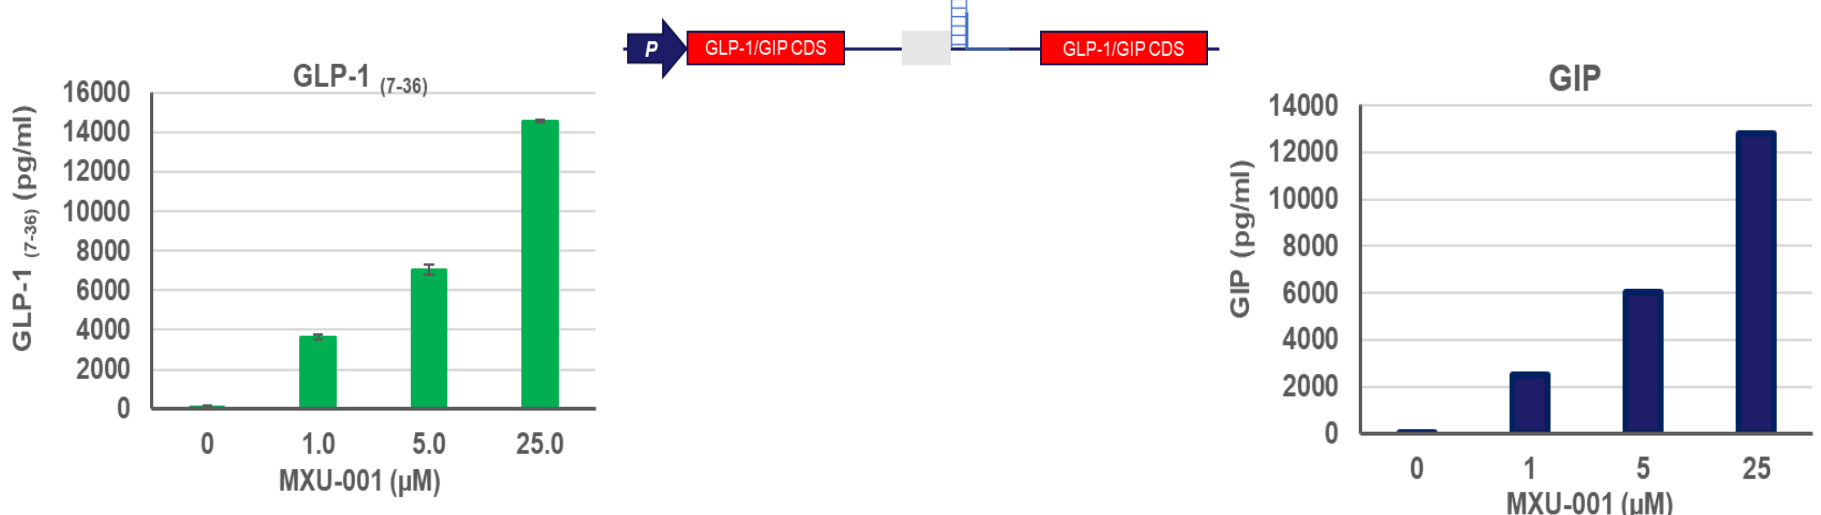 GLP-1 (7-36)
GLP-1 (7-36) (pg/ml)
16000
14000
12000
10000
8000
6000
4000
2000
0
0 1.0 5.0 25.0
MXU-001 (µM)
P GLP-1/GIP CDS GLP-1/GIP CDS
GIP
GIP (pg/ml)
14000
12000
10000
8000
6000
4000
2000
0
0 1 5 25
MXU-001 (µM)